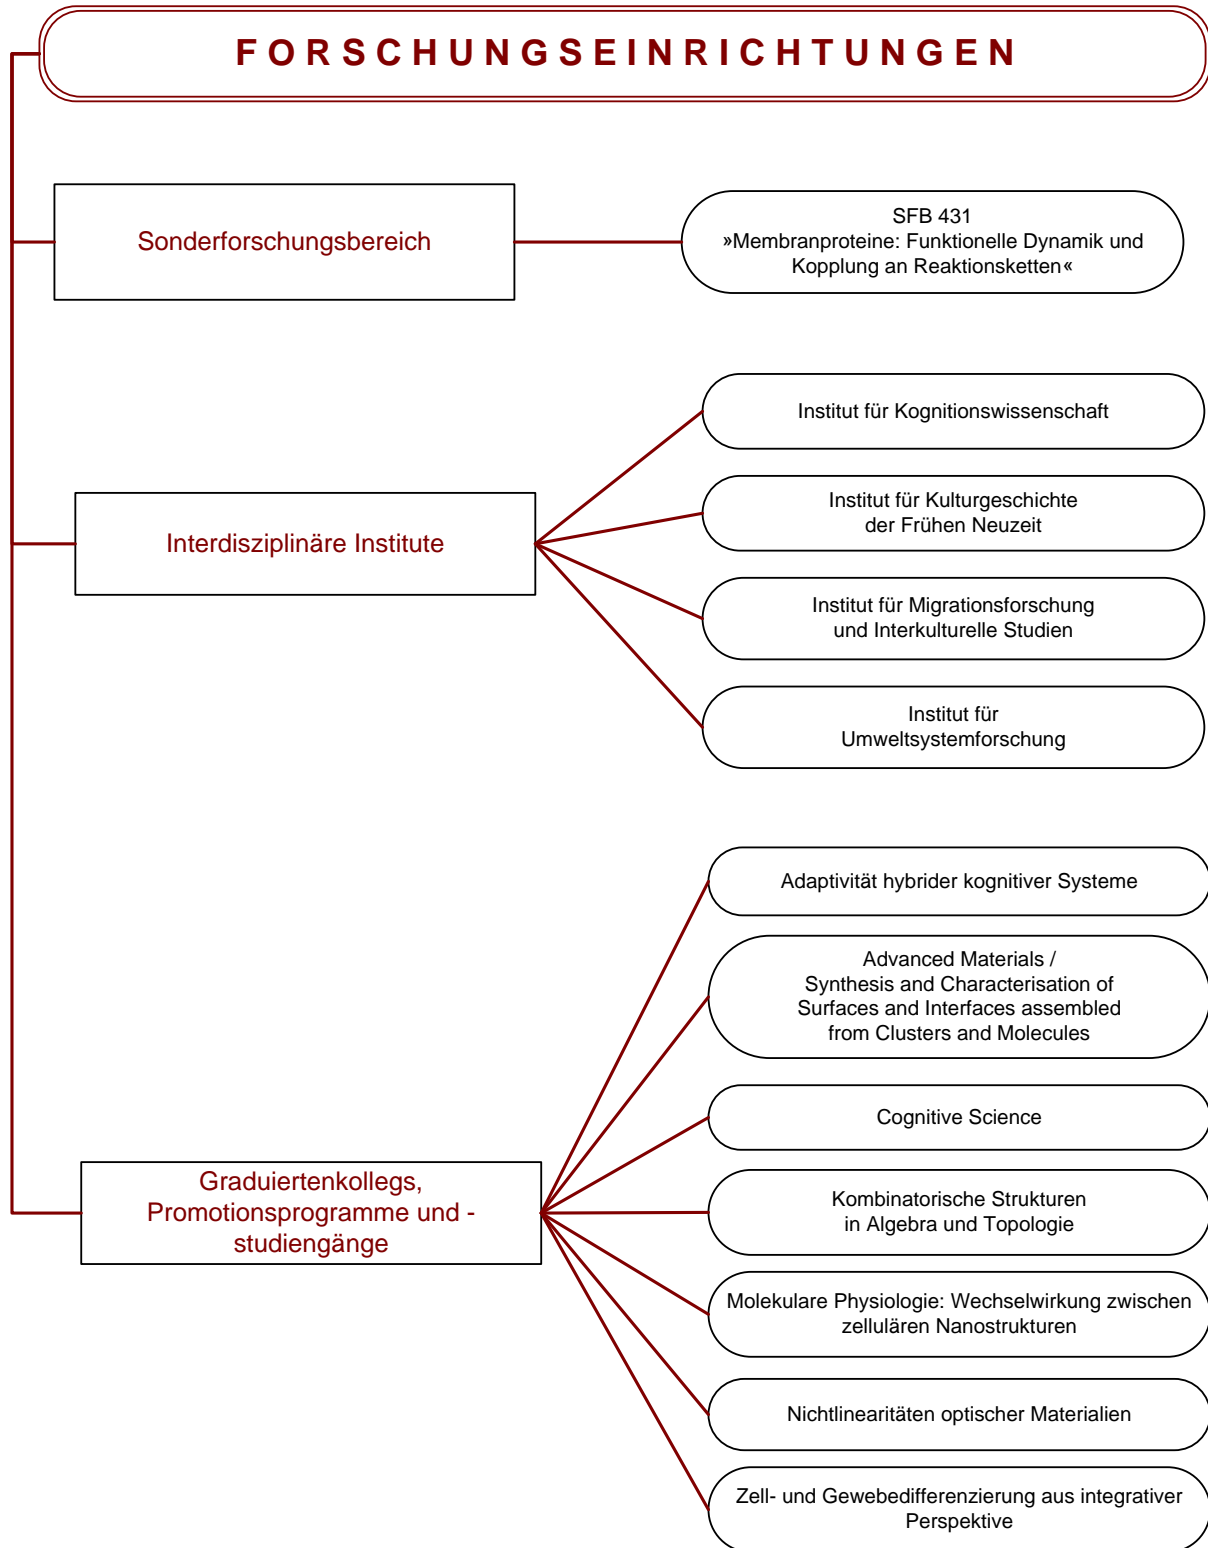 FORSCHUNGSEINRICHTUNGEN
Sonderforschungsbereich
SFB 431
»Membranproteine: Funktionelle Dynamik und
Kopplung an Reaktionsketten«
Interdisziplinäre Institute
Institut für Kognitionswissenschaft
Institut für Kulturgeschichte
der Frühen Neuzeit
Institut für Migrationsforschung
und Interkulturelle Studien
Institut für
Umweltsystemforschung
Graduiertenkollegs,
Promotionsprogramme und -
studiengänge
Adaptivität hybrider kognitiver Systeme
Advanced Materials /
Synthesis and Characterisation of
Surfaces and Interfaces assembled
from Clusters and Molecules
Cognitive Science
Kombinatorische Strukturen
in Algebra und Topologie
Molekulare Physiologie: Wechselwirkung zwischen
zellulären Nanostrukturen
Nichtlinearitäten optischer Materialien
Zell- und Gewebedifferenzierung aus integrativer
Perspektive